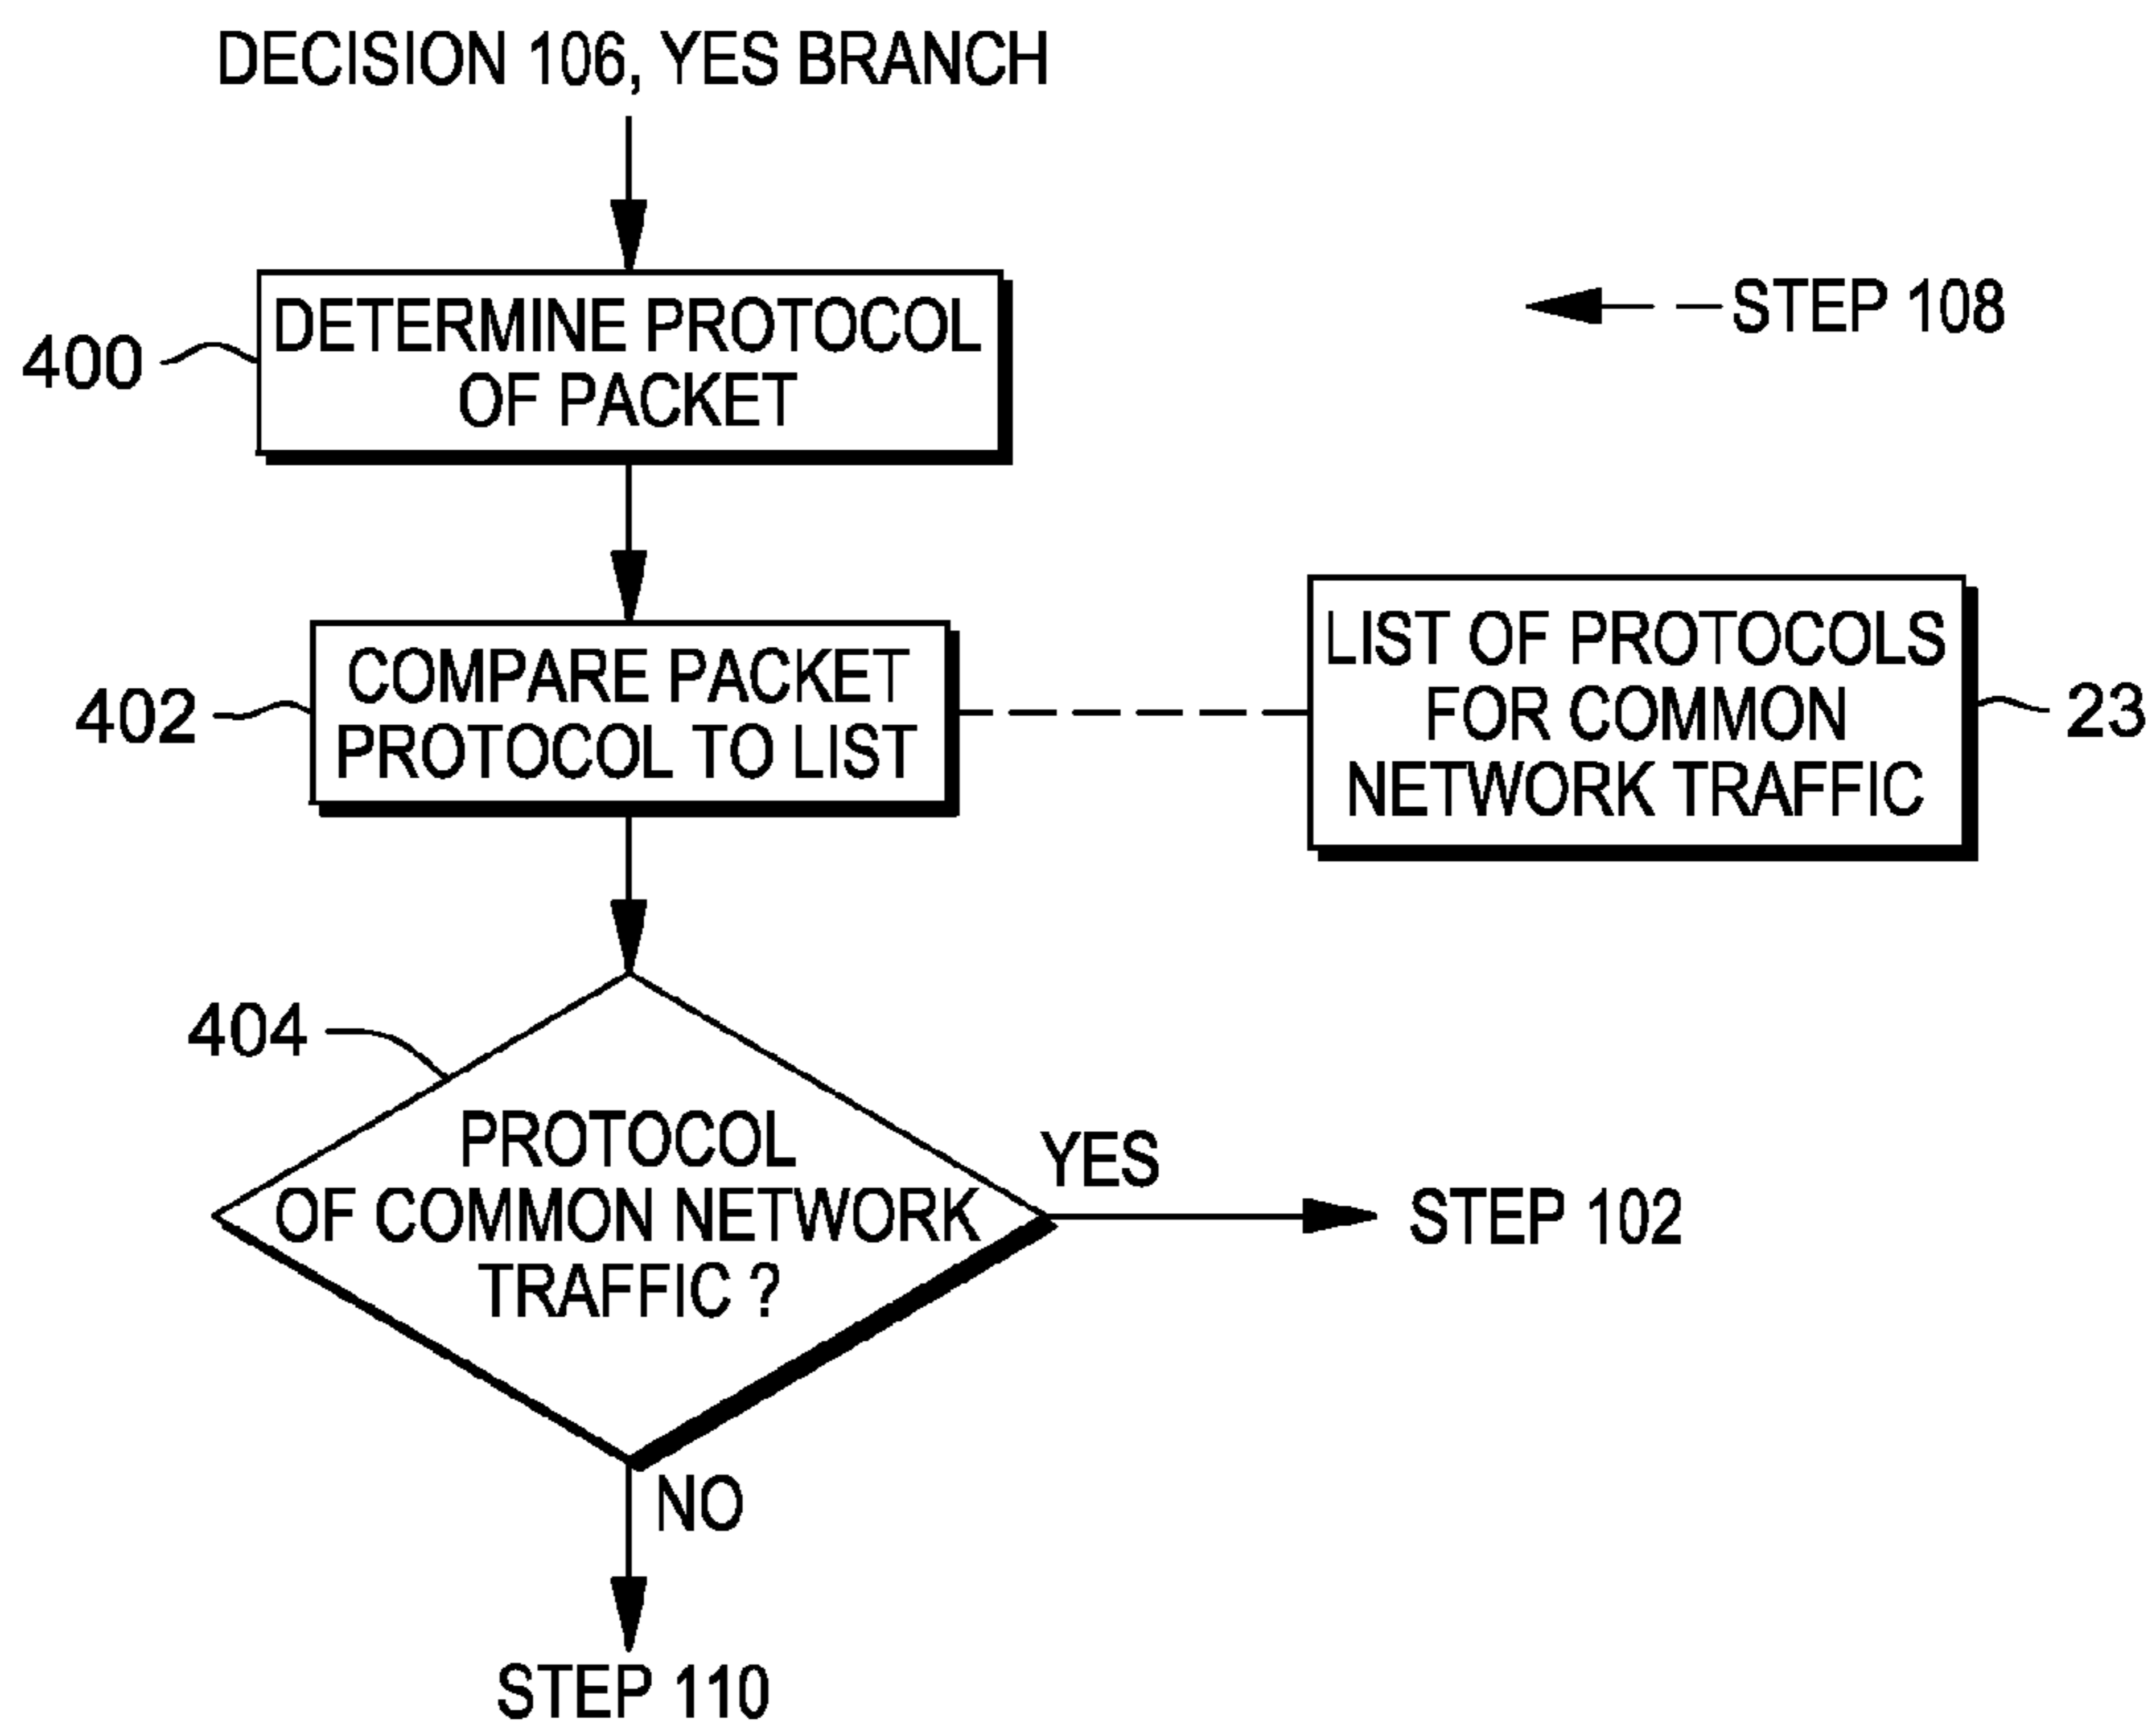 DECISION 106, YES BRANCH
STEP 108
400
DETERMINE PROTOCOL
OF PACKET
402
COMPARE PACKET
PROTOCOL TO LIST
LIST OF PROTOCOLS
FOR COMMON
NETWORK TRAFFIC
23
404
PROTOCOL
OF COMMON NETWORK
TRAFFIC ?
YES
STEP 102
NO
STEP 110